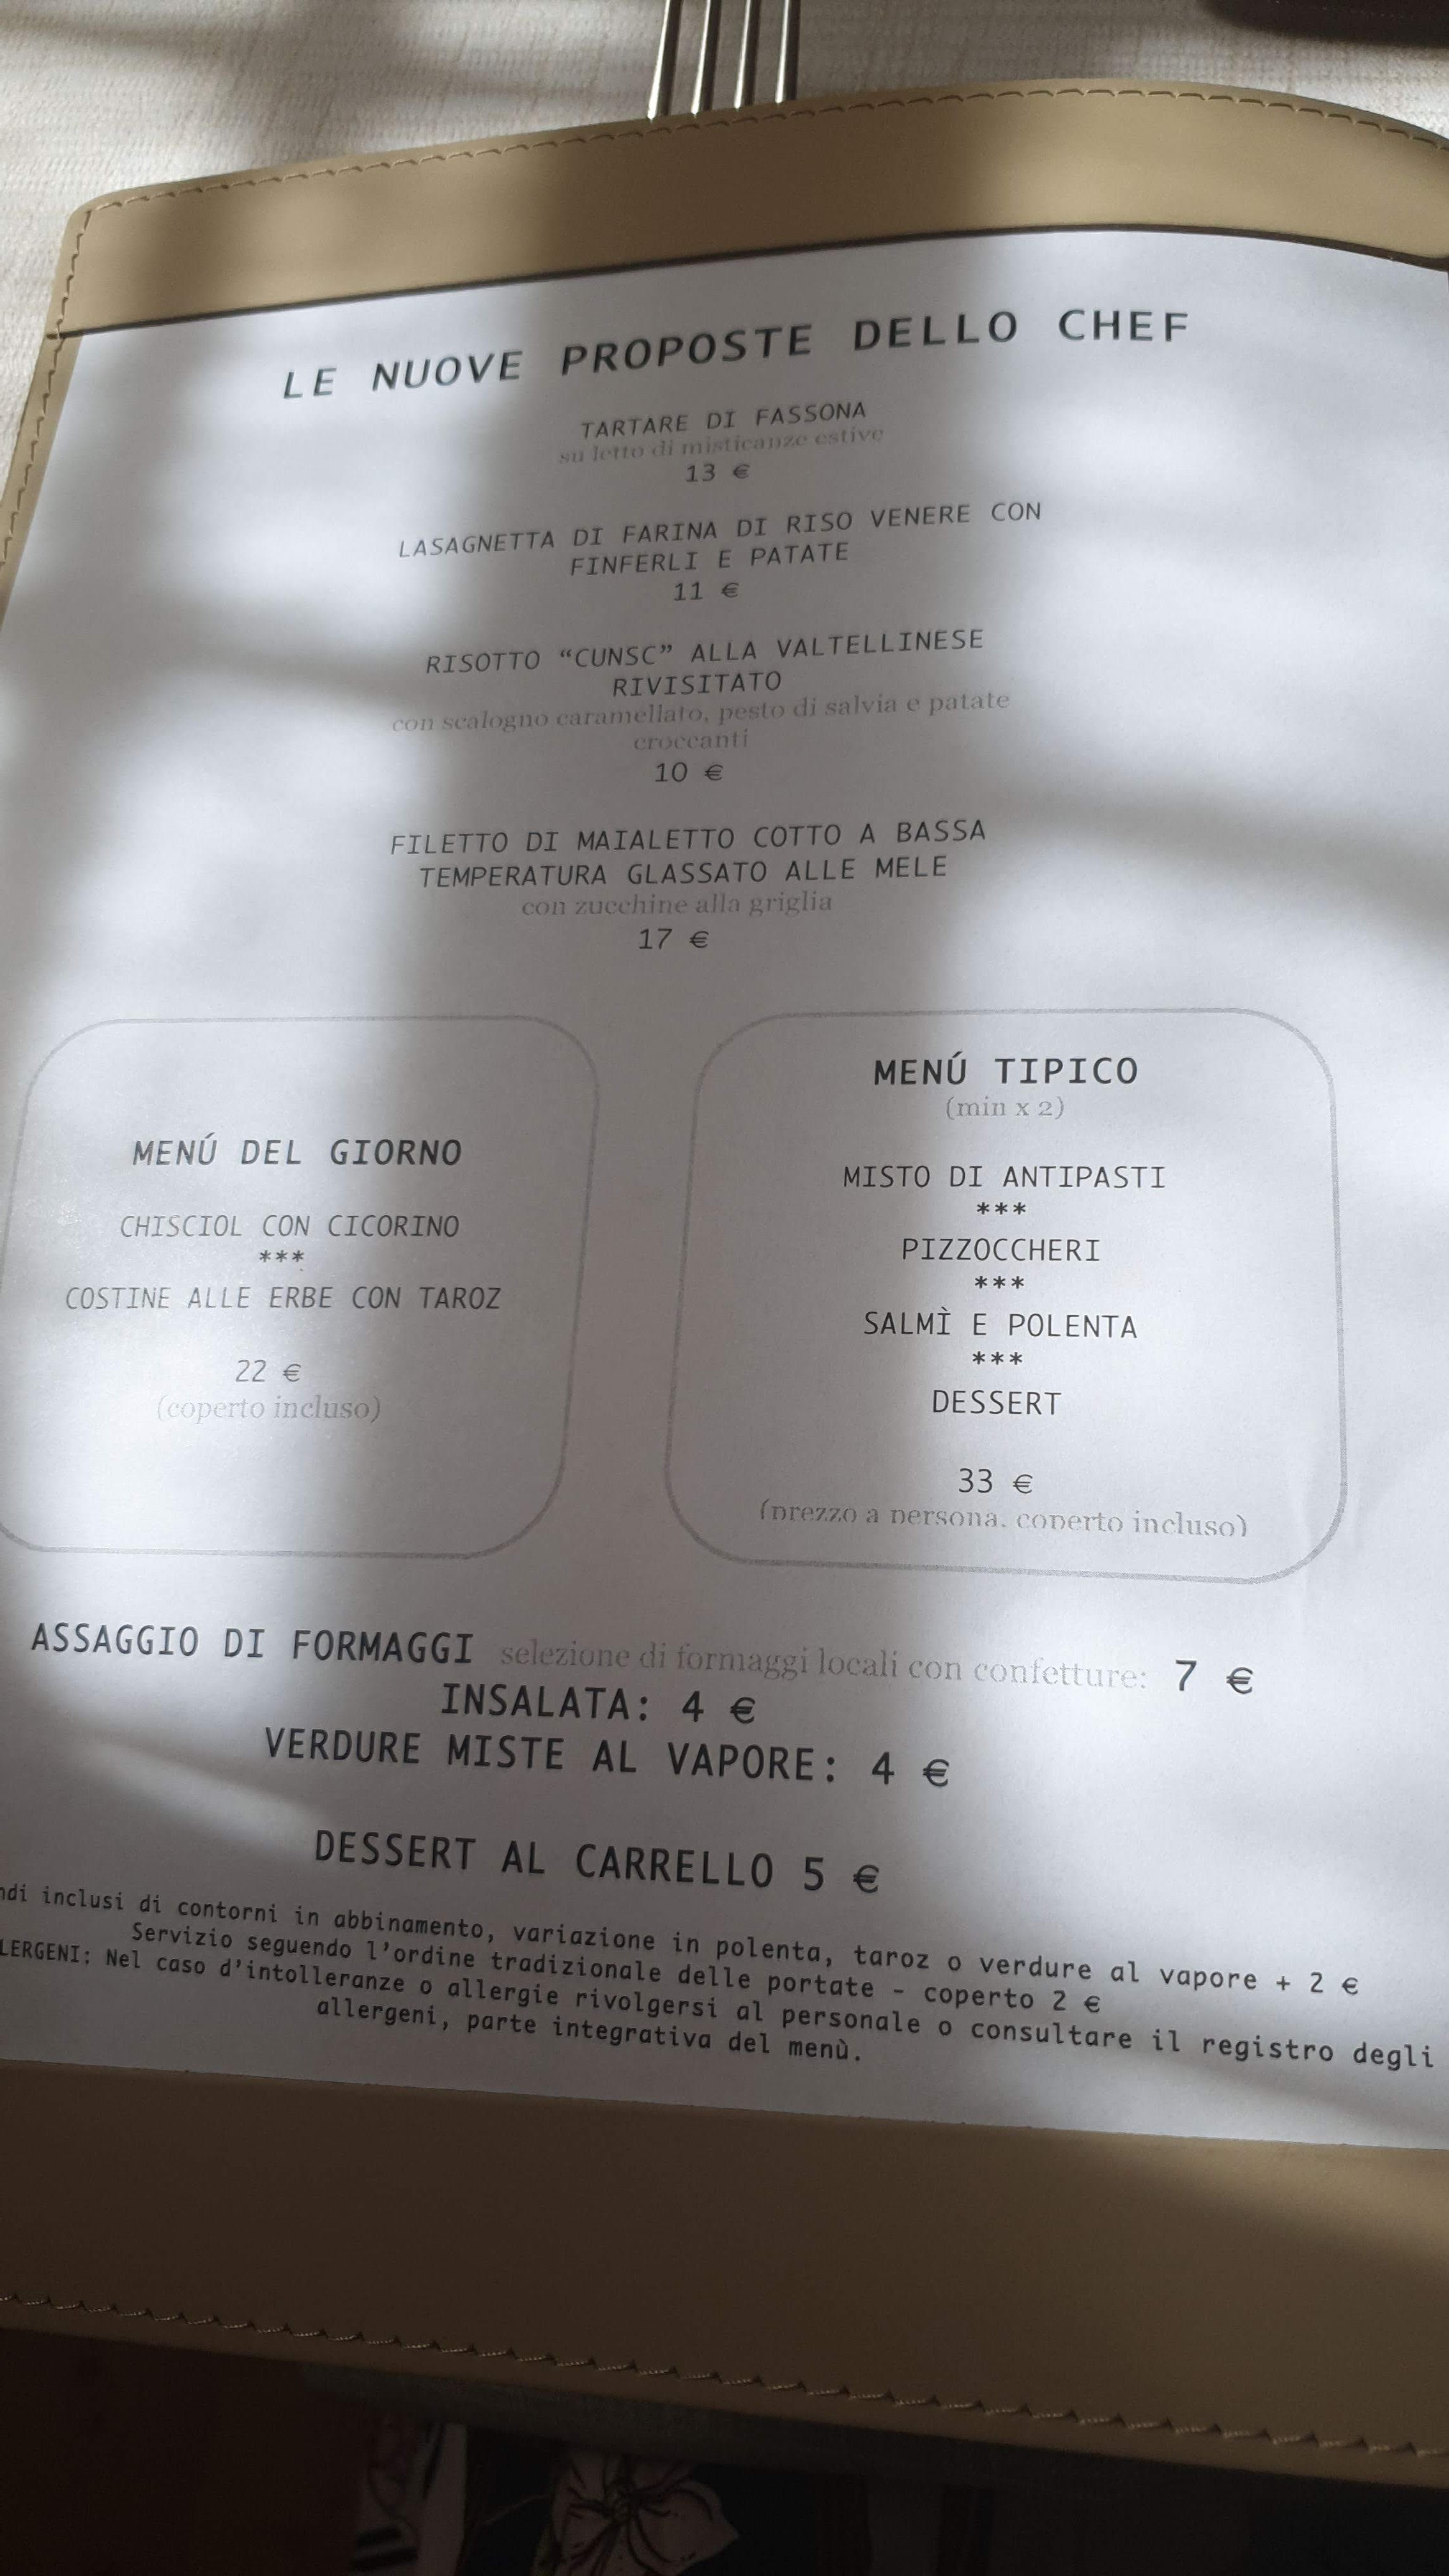 LE NUOVE PROPOSTE DELLO CHEF
TARTARE DI FASSONA
su letto di misticanze estive
13 €
LASAGNETTA DI FARINA DI RISO VENERE CON
FINFERLI E PATATE
11 €
RISOTTO “CUNSC” ALLA VALTELLINESE
RIVISITATO
con scalogno caramellato, pesto di salvia e patate
croccanti
10 €
FILETTO DI MAIALETTO COTTO A BASSA
TEMPERATURA GLASSATO ALLE MELE
con zucchine alla griglia
17 €
MENÚ DEL GIORNO
CHISCIOL CON CICORINO
***
COSTINE ALLE ERBE CON TAROZ
22 €
(coperto incluso)
MENÚ TIPICO
(min x 2)
MISTO DI ANTIPASTI
***
PIZZOCCHERI
***
SALMÌ E POLENTA
***
DESSERT
33 €
(prezzo a persona, coperto incluso)
ASSAGGIO DI FORMAGGI selezione di formaggi locali con confetture: 7 €
INSALATA: 4 €
VERDURE MISTE AL VAPORE: 4 €
DESSERT AL CARRELLO 5 €
ndi inclusi di contorni in abbinamento, variazione in polenta, taroz o verdure al vapore + 2 €
Servizio seguendo l’ordine tradizionale delle portate - coperto 2 €
LERGENI: Nel caso d’intolleranze o allergie rivolgersi al personale o consultare il registro degli
allergeni, parte integrativa del menù.